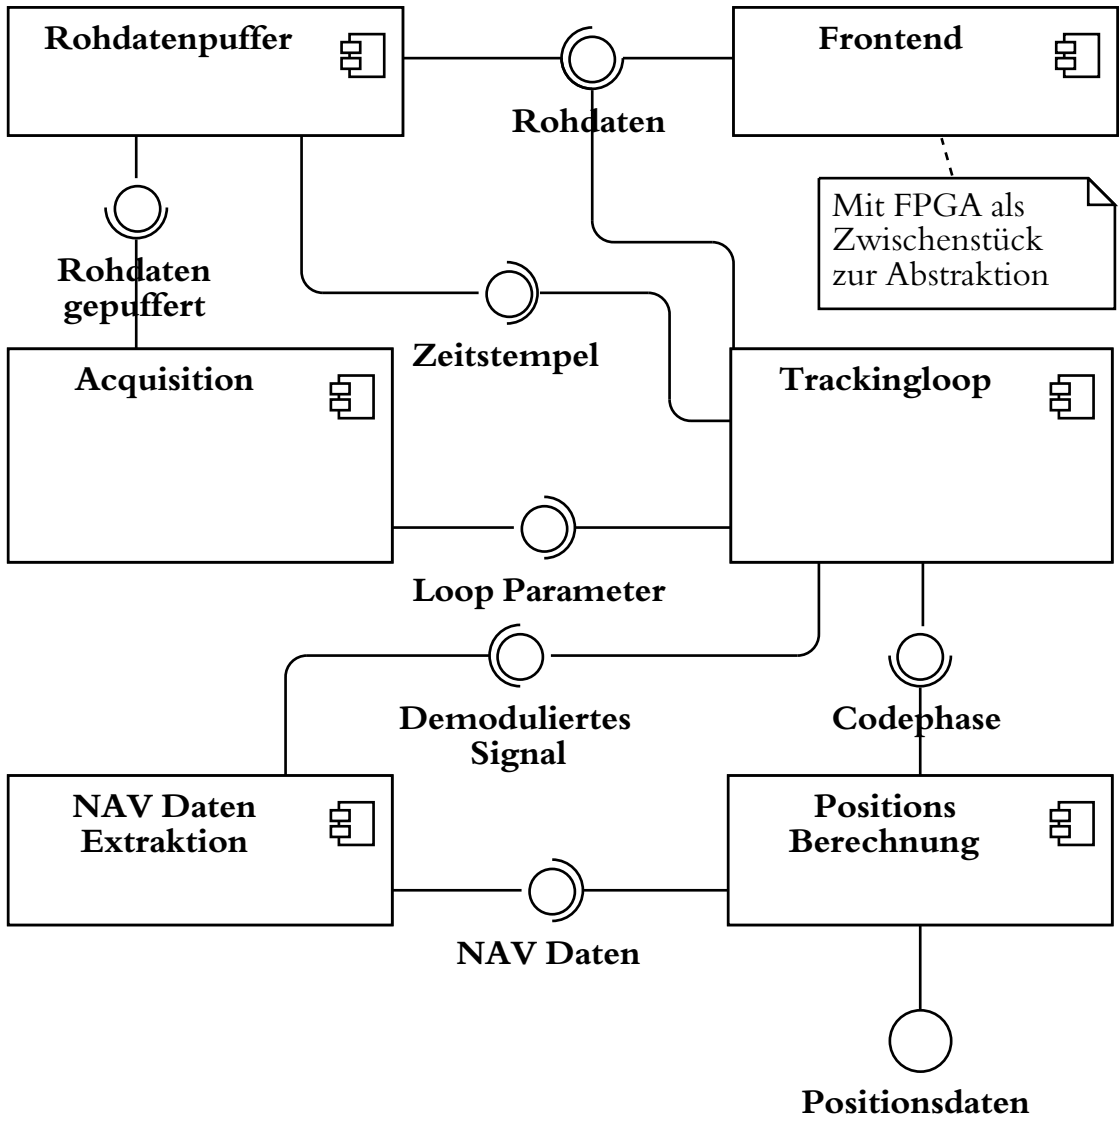 Rohdatenpuffer
Frontend
Rohdaten
Mit FPGA als
Zwischenstück
zur Abstraktion
Rohdaten
gepuffert
Zeitstempel
Acquisition
Trackingloop
Loop Parameter
Demoduliertes
Signal
Codephase
NAV Daten
Extraktion
Positions
Berechnung
NAV Daten
Positionsdaten